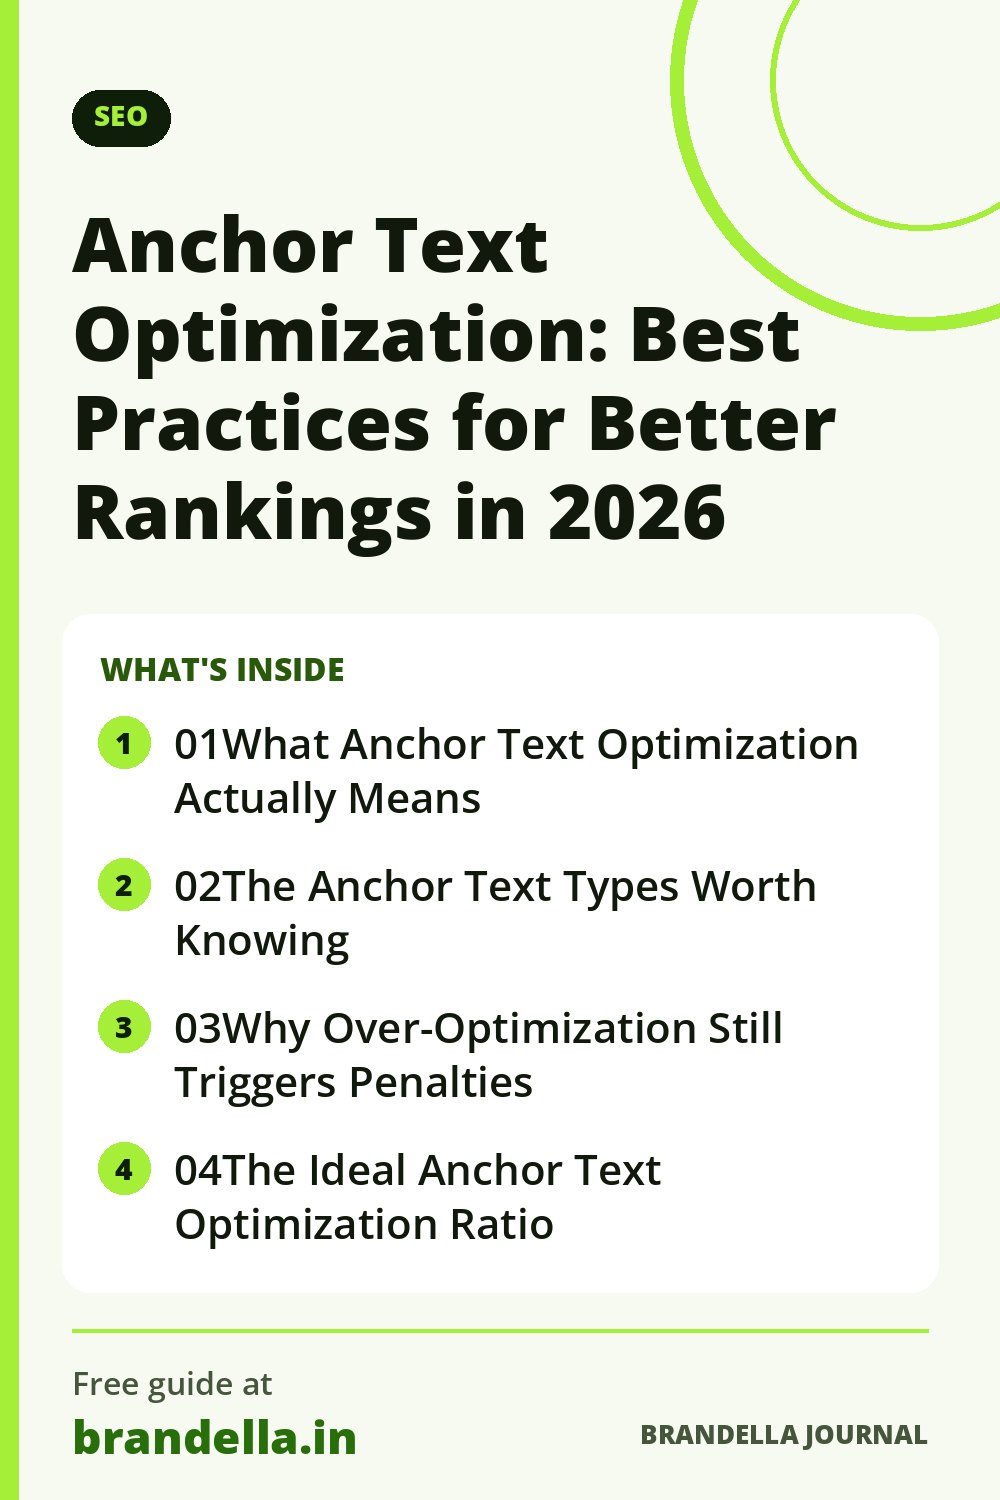 SEO
Anchor Text
Optimization: Best
Practices for Better
Rankings in 2026
WHAT'S INSIDE
1 01What Anchor Text Optimization
Actually Means
2 02The Anchor Text Types Worth
Knowing
3 03Why Over-Optimization Still
Triggers Penalties
4 04The Ideal Anchor Text
Optimization Ratio
Free guide at
brandella.in
BRANDELLA JOURNAL